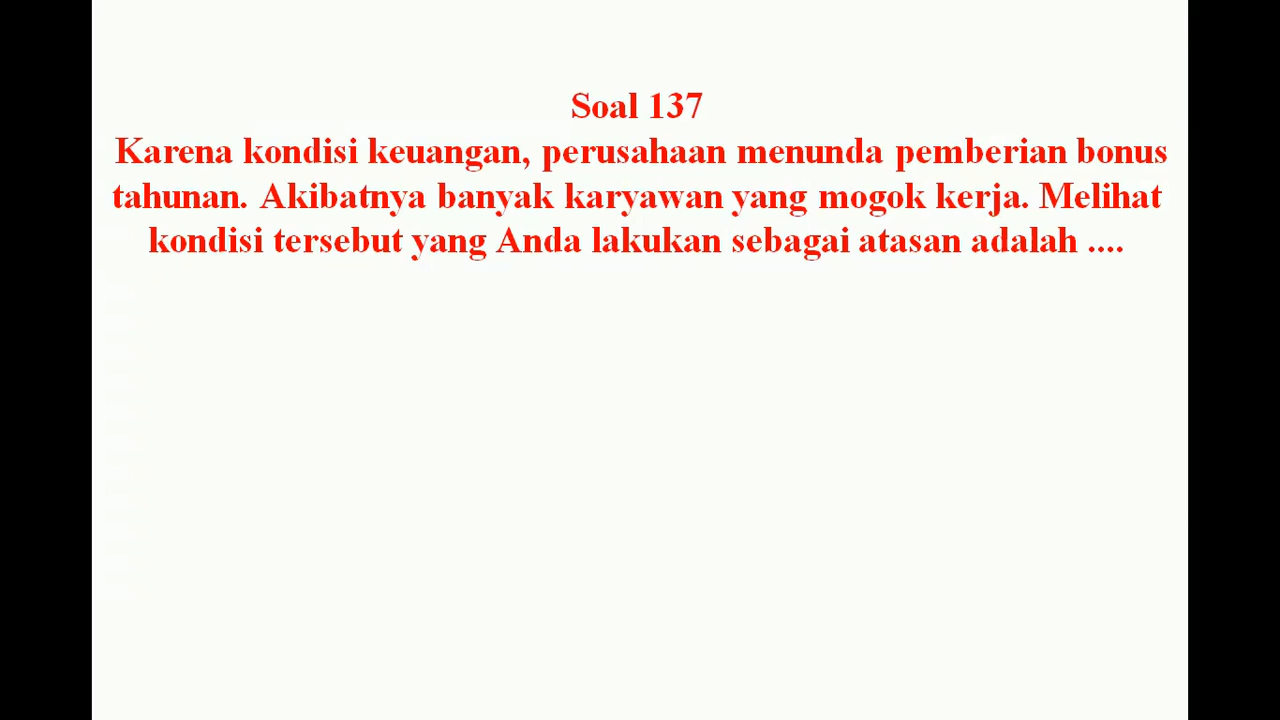 Soal 137
Karena kondisi keuangan, perusahaan menunda pemberian bonus
tahunan. Akibatnya banyak karyawan yang mogok kerja. Melihat
kondisi tersebut yang Anda lakukan sebagai atasan adalah ....